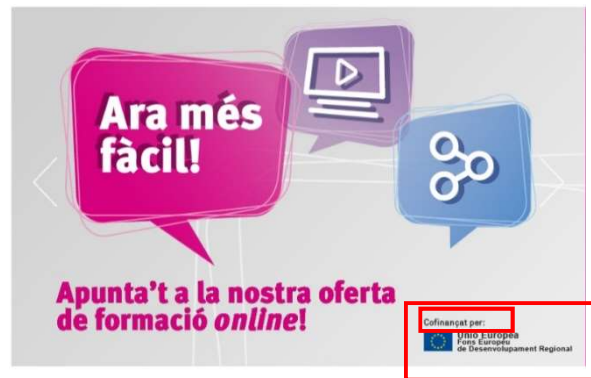 Ara més
fàcil!
Apunta't a la nostra oferta
de formació online!
Cofinançat per:
Unió Europea
Fons Europeu
de Desenvolupament Regional